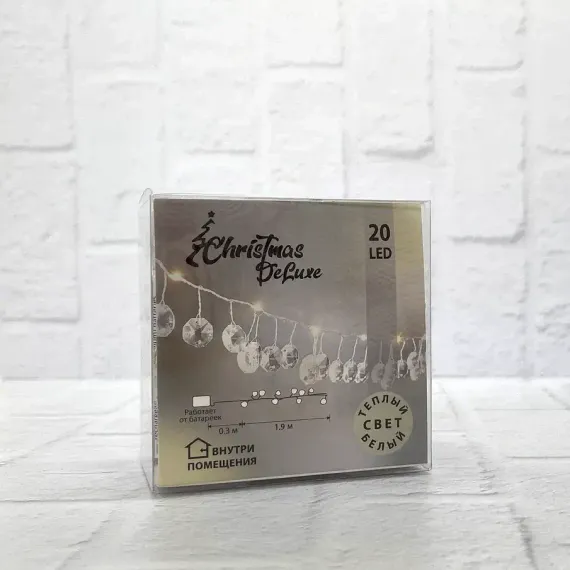 Christmas
DeLuxe
20
LED
Работает
от батареек
0.3 м
1.9 м
ВНУТРИ
ПОМЕЩЕНИЯ
ТЕПЛЫЙ
СВЕТ
БЕЛЫЙ